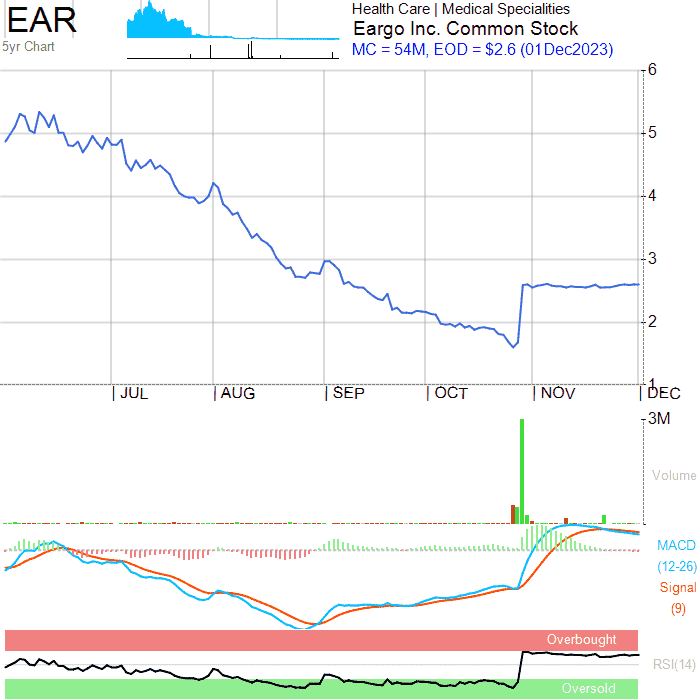 EAR
5yr Chart
Health Care | Medical Specialities
Eargo Inc. Common Stock
MC = 54M, EOD = $2.6 (01Dec2023)
6
5
4
3
2
1
JUL AUG SEP OCT NOV DEC
3M
Volume
MACD
(12-26)
Signal
(9)
Overbought
RSI(14)
Oversold